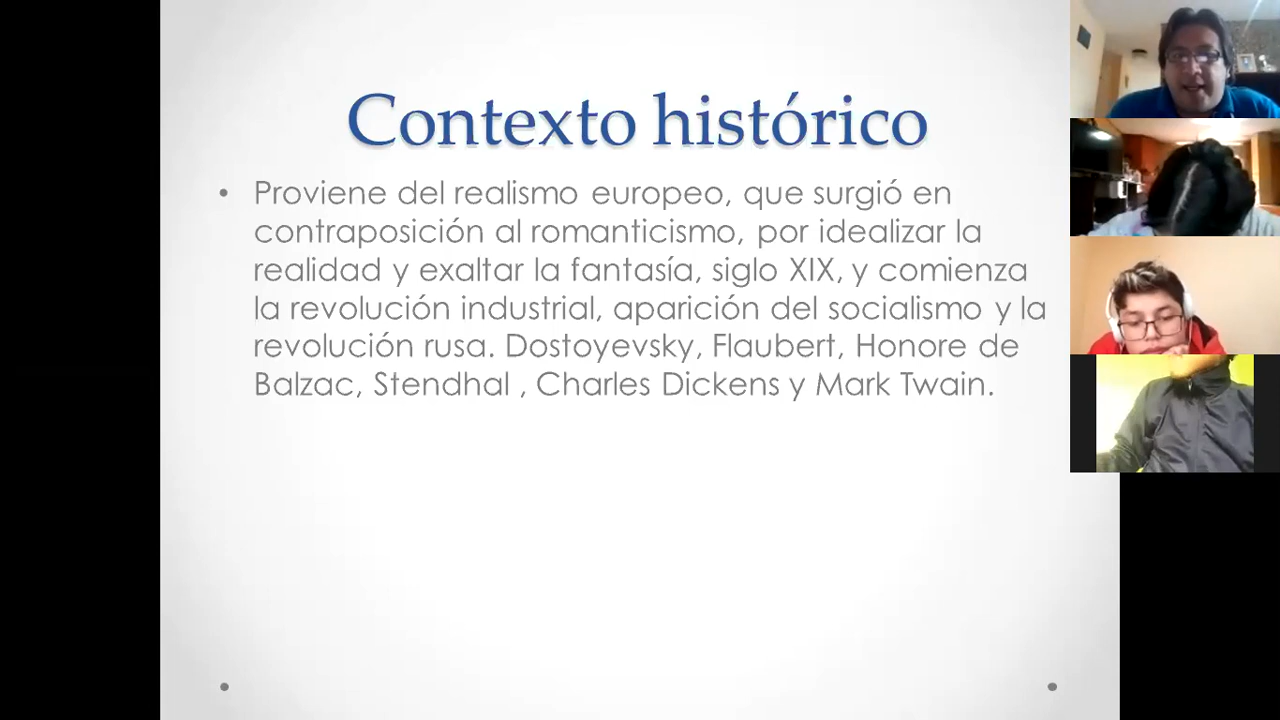 Contexto histórico
• Proviene del realismo europeo, que surgió en
contraposición al romanticismo, por idealizar la
realidad y exaltar la fantasía, siglo XIX, y comienza
la revolución industrial, aparición del socialismo y la
revolución rusa. Dostoyevsky, Flaubert, Honore de
Balzac, Stendhal , Charles Dickens y Mark Twain.